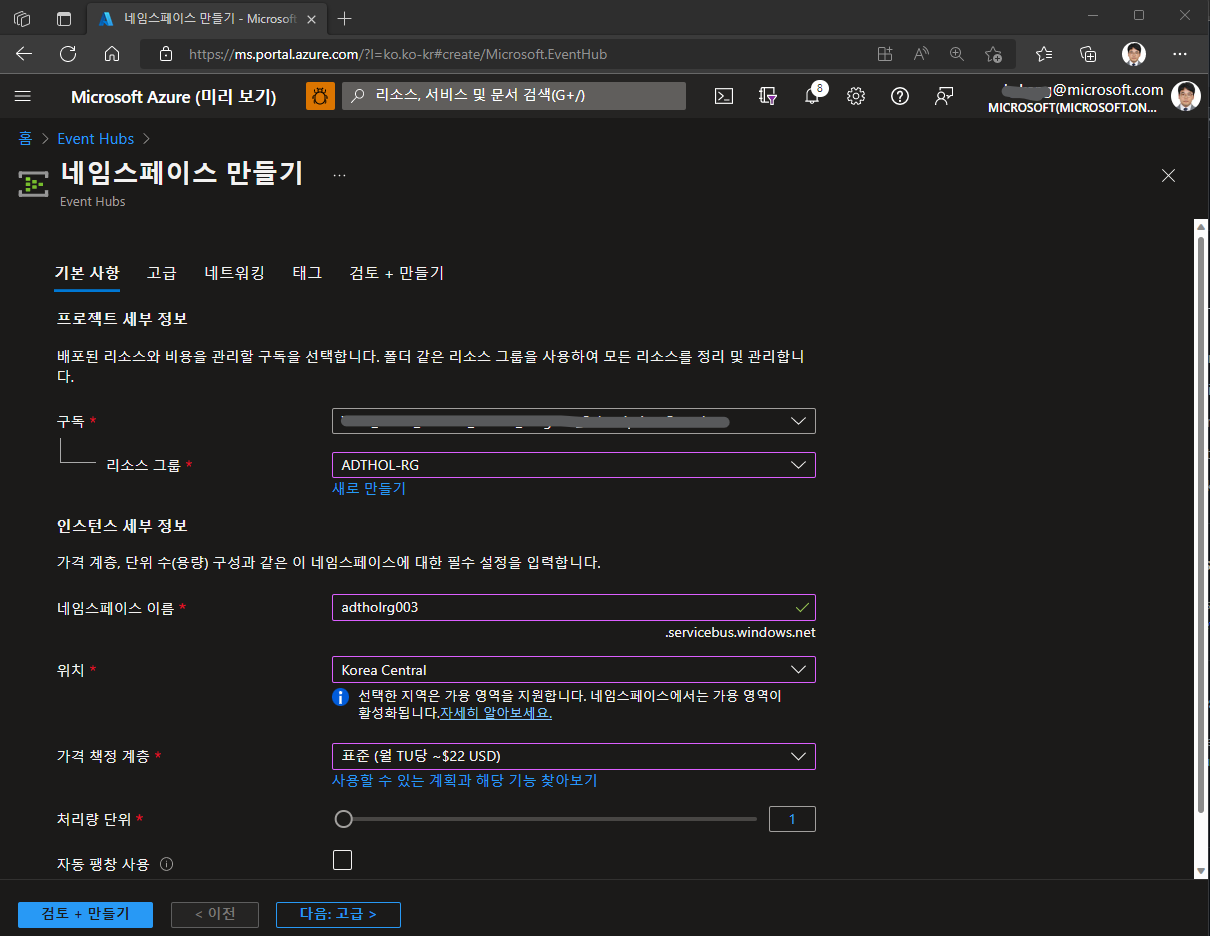 네임스페이스 만들기 - Microsoft
https://ms.portal.azure.com/?l=ko.ko-kr#create/Microsoft.EventHub
Microsoft Azure (미리 보기)
리소스, 서비스 및 문서 검색(G+/)
8
@microsoft.com
MICROSOFT(MICROSOFT.ON...
홈 > Event Hubs >
네임스페이스 만들기 ...
Event Hubs
기본 사항 고급 네트워킹 태그 검토 + 만들기
프로젝트 세부 정보
배포된 리소스와 비용을 관리할 구독을 선택합니다. 폴더 같은 리소스 그룹을 사용하여 모든 리소스를 정리 및 관리합니
다.
구독 *
리소스 그룹 * ADTHOL-RG
새로 만들기
인스턴스 세부 정보
가격 계층, 단위 수(용량) 구성과 같은 이 네임스페이스에 대한 필수 설정을 입력합니다.
네임스페이스 이름 * adtholrg003
.servicebus.windows.net
위치 * Korea Central
선택한 지역은 가용 영역을 지원합니다. 네임스페이스에서는 가용 영역이
활성화됩니다.자세히 알아보세요.
가격 책정 계층 * 표준 (월 TU당 ~$22 USD)
사용할 수 있는 계획과 해당 기능 찾아보기
처리량 단위 * 1
자동 팽창 사용
검토 + 만들기 < 이전 다음: 고급 >